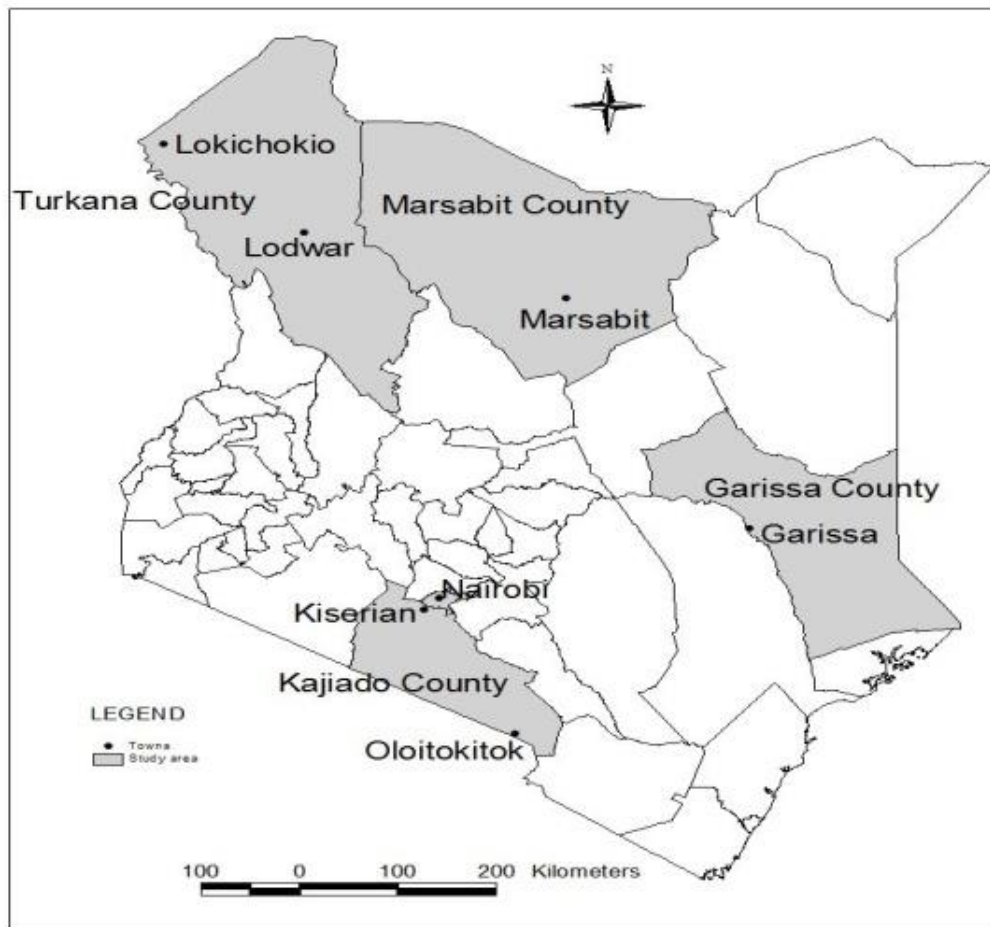 N
Lokichokio
Turkana County
Marsabit County
Lodwar
Marsabit
Garissa County
Garissa
Nairobi
Kiserian
Kajiado County
LEGEND
Towns
Study area
Oloitokitok
100 0 100 200 Kilometers